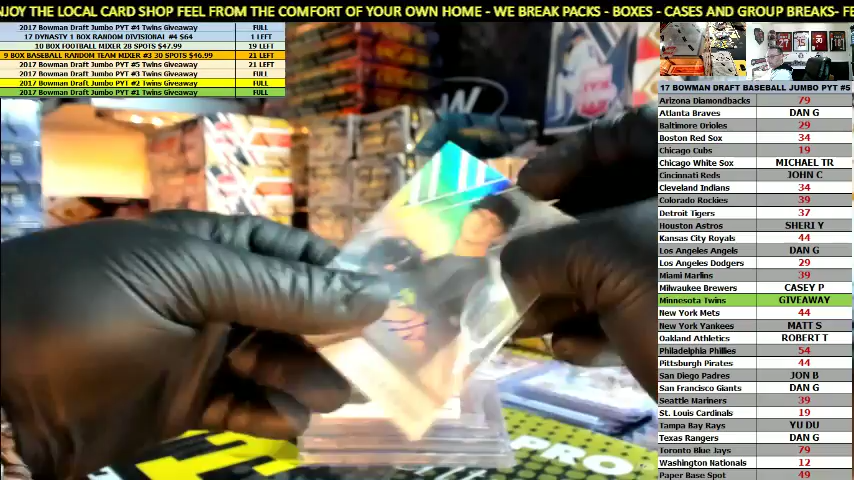 NJOY THE LOCAL CARD SHOP FEEL FROM THE COMFORT OF YOUR OWN HOME - WE BREAK PACKS - BOXES - CASES AND GROUP BREAKS- FE
2017 Bowman Draft Jumbo PYT #4 Twins Giveaway FULL
17 DYNASTY 1 BOX RANDOM DIVISIONAL #4 $64 1 LEFT
10 BOX FOOTBALL MIXER 28 SPOTS $47.99 19 LEFT
9 BOX BASEBALL RANDOM TEAM MIXER #3 30 SPOTS $46.99 21 LEFT
2017 Bowman Draft Jumbo PYT #5 Twins Giveaway 21 LEFT
2017 Bowman Draft Jumbo PYT #3 Twins Giveaway FULL
2017 Bowman Draft Jumbo PYT #2 Twins Giveaway FULL
2017 Bowman Draft Jumbo PYT #1 Twins Giveaway FULL
17 BOWMAN DRAFT BASEBALL JUMBO PYT #5
Arizona Diamondbacks 79
Atlanta Braves DAN G
Baltimore Orioles 29
Boston Red Sox 34
Chicago Cubs 19
Chicago White Sox MICHAEL TR
Cincinnati Reds JOHN C
Cleveland Indians 34
Colorado Rockies 39
Detroit Tigers 37
Houston Astros SHERI Y
Kansas City Royals 44
Los Angeles Angels DAN G
Los Angeles Dodgers 29
Miami Marlins 39
Milwaukee Brewers CASEY P
Minnesota Twins GIVEAWAY
New York Mets 44
New York Yankees MATT S
Oakland Athletics ROBERT T
Philadelphia Phillies 54
Pittsburgh Pirates 44
San Diego Padres JON B
San Francisco Giants DAN G
Seattle Mariners 39
St. Louis Cardinals 19
Tampa Bay Rays YU DU
Texas Rangers DAN G
Toronto Blue Jays 79
Washington Nationals 12
Paper Base Spot 49
PRO